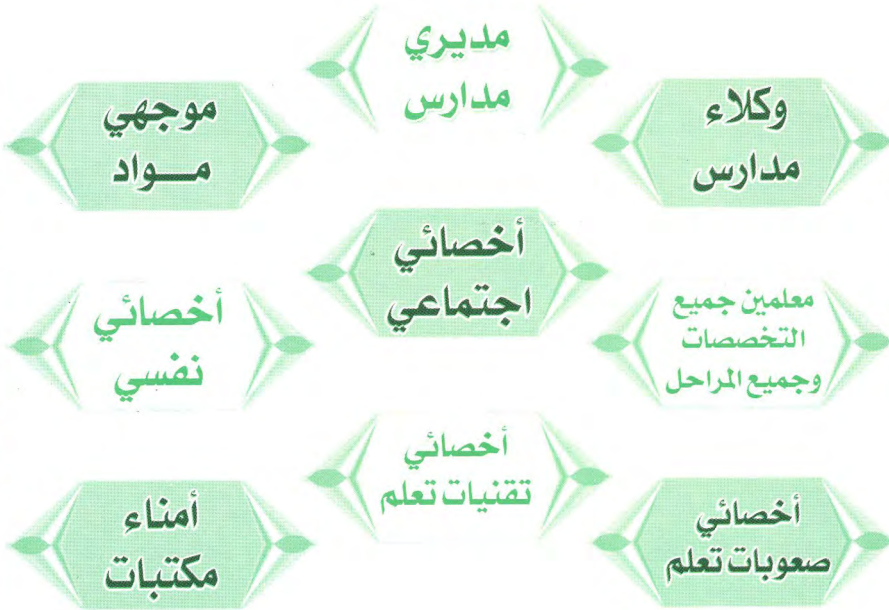 مديري
مدارس
وكلاء
مدارس
موجهي
مـــواد
أخصائي
اجتماعي
معلمين جميع
التخصصات
وجميع المراحل
أخصائي
نفسي
أخصائي
تقنيات تعلم
أخصائي
صعوبات تعلم
أمناء
مكتبات